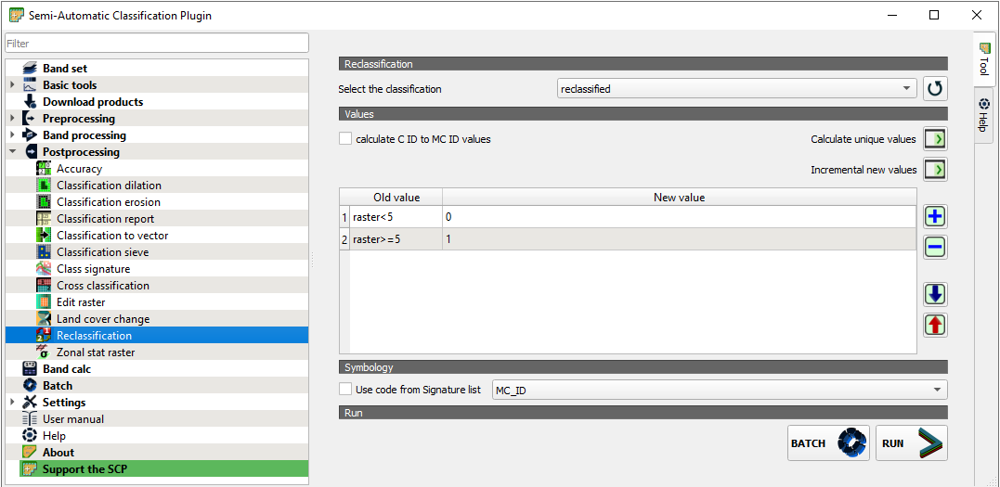 Semi-Automatic Classification Plugin
Filter
Band set
Basic tools
Download products
Preprocessing
Band processing
Postprocessing
Accuracy
Classification dilation
Classification erosion
Classification report
Classification to vector
Classification sieve
Class signature
Cross classification
Edit raster
Land cover change
Reclassification
Zonal stat raster
Band calc
Batch
Settings
User manual
Help
About
Support the SCP
Reclassification
Select the classification reclassified
Values
calculate C ID to MC ID values Calculate unique values
Incremental new values
Old value New value
1 raster<5 0
2 raster>=5 1
Symbology
Use code from Signature list MC_ID
Run
BATCH RUN
Tool
Help